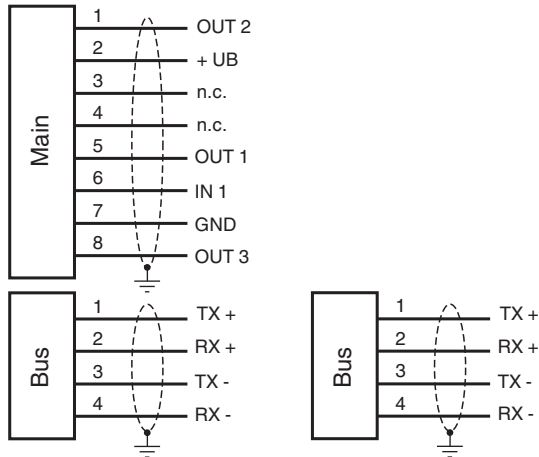 Main
1 OUT 2
2 + UB
3 n.c.
4 n.c.
5 OUT 1
6 IN 1
7 GND
8 OUT 3
Bus
1 TX +
2 RX +
3 TX -
4 RX -
Bus
1 TX +
2 RX +
3 TX -
4 RX -